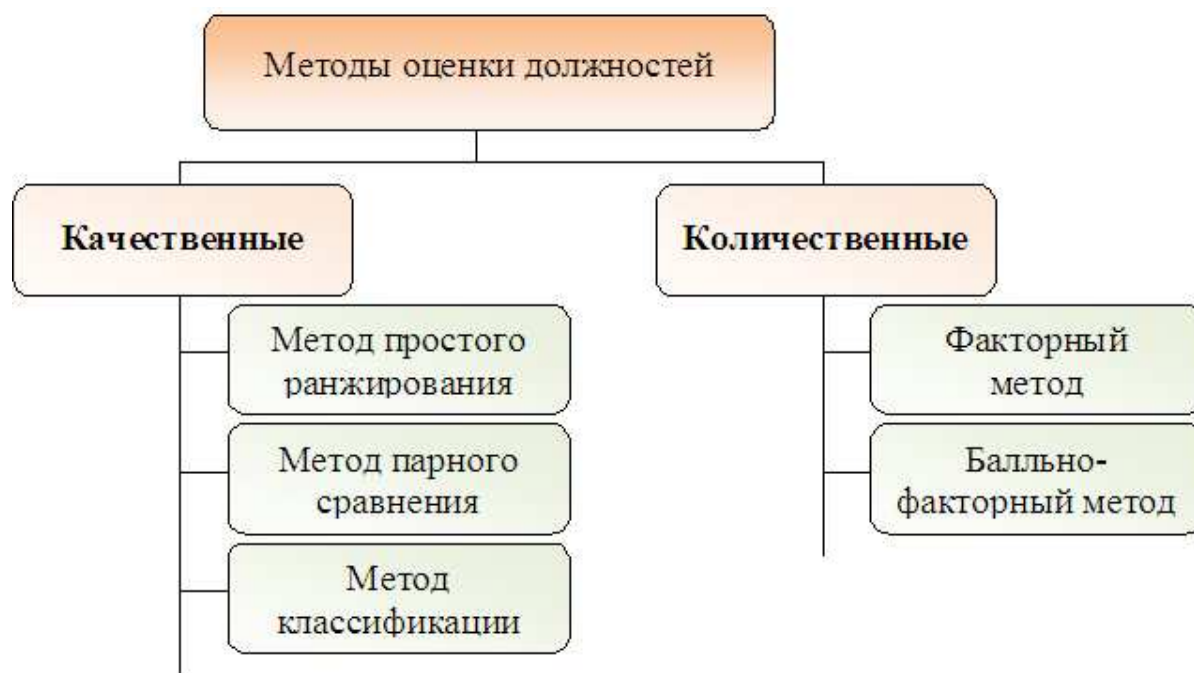 Методы оценки должностей
Качественные
Метод простого
ранжирования
Метод парного
сравнения
Метод
классификации
Количественные
Факторный
метод
Балльно-
факторный метод